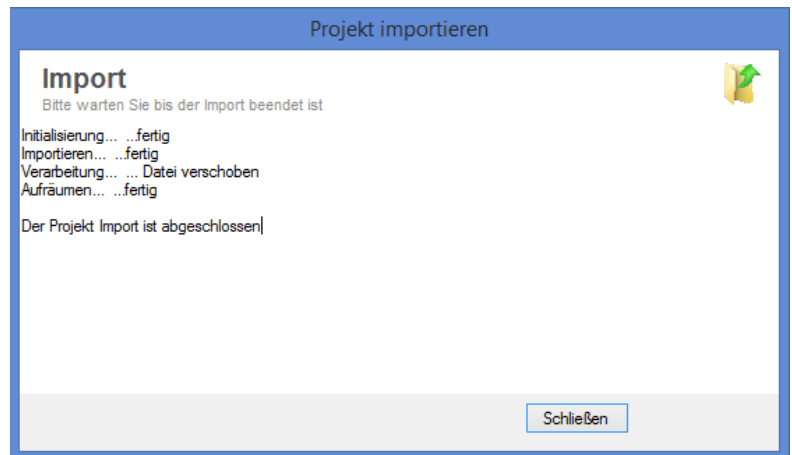 Projekt importieren
Import
Bitte warten Sie bis der Import beendet ist
Initialisierung... ...fertig
Importieren... ...fertig
Verarbeitung... ... Datei verschoben
Aufräumen... ...fertig
Der Projekt Import ist abgeschlossen
Schließen